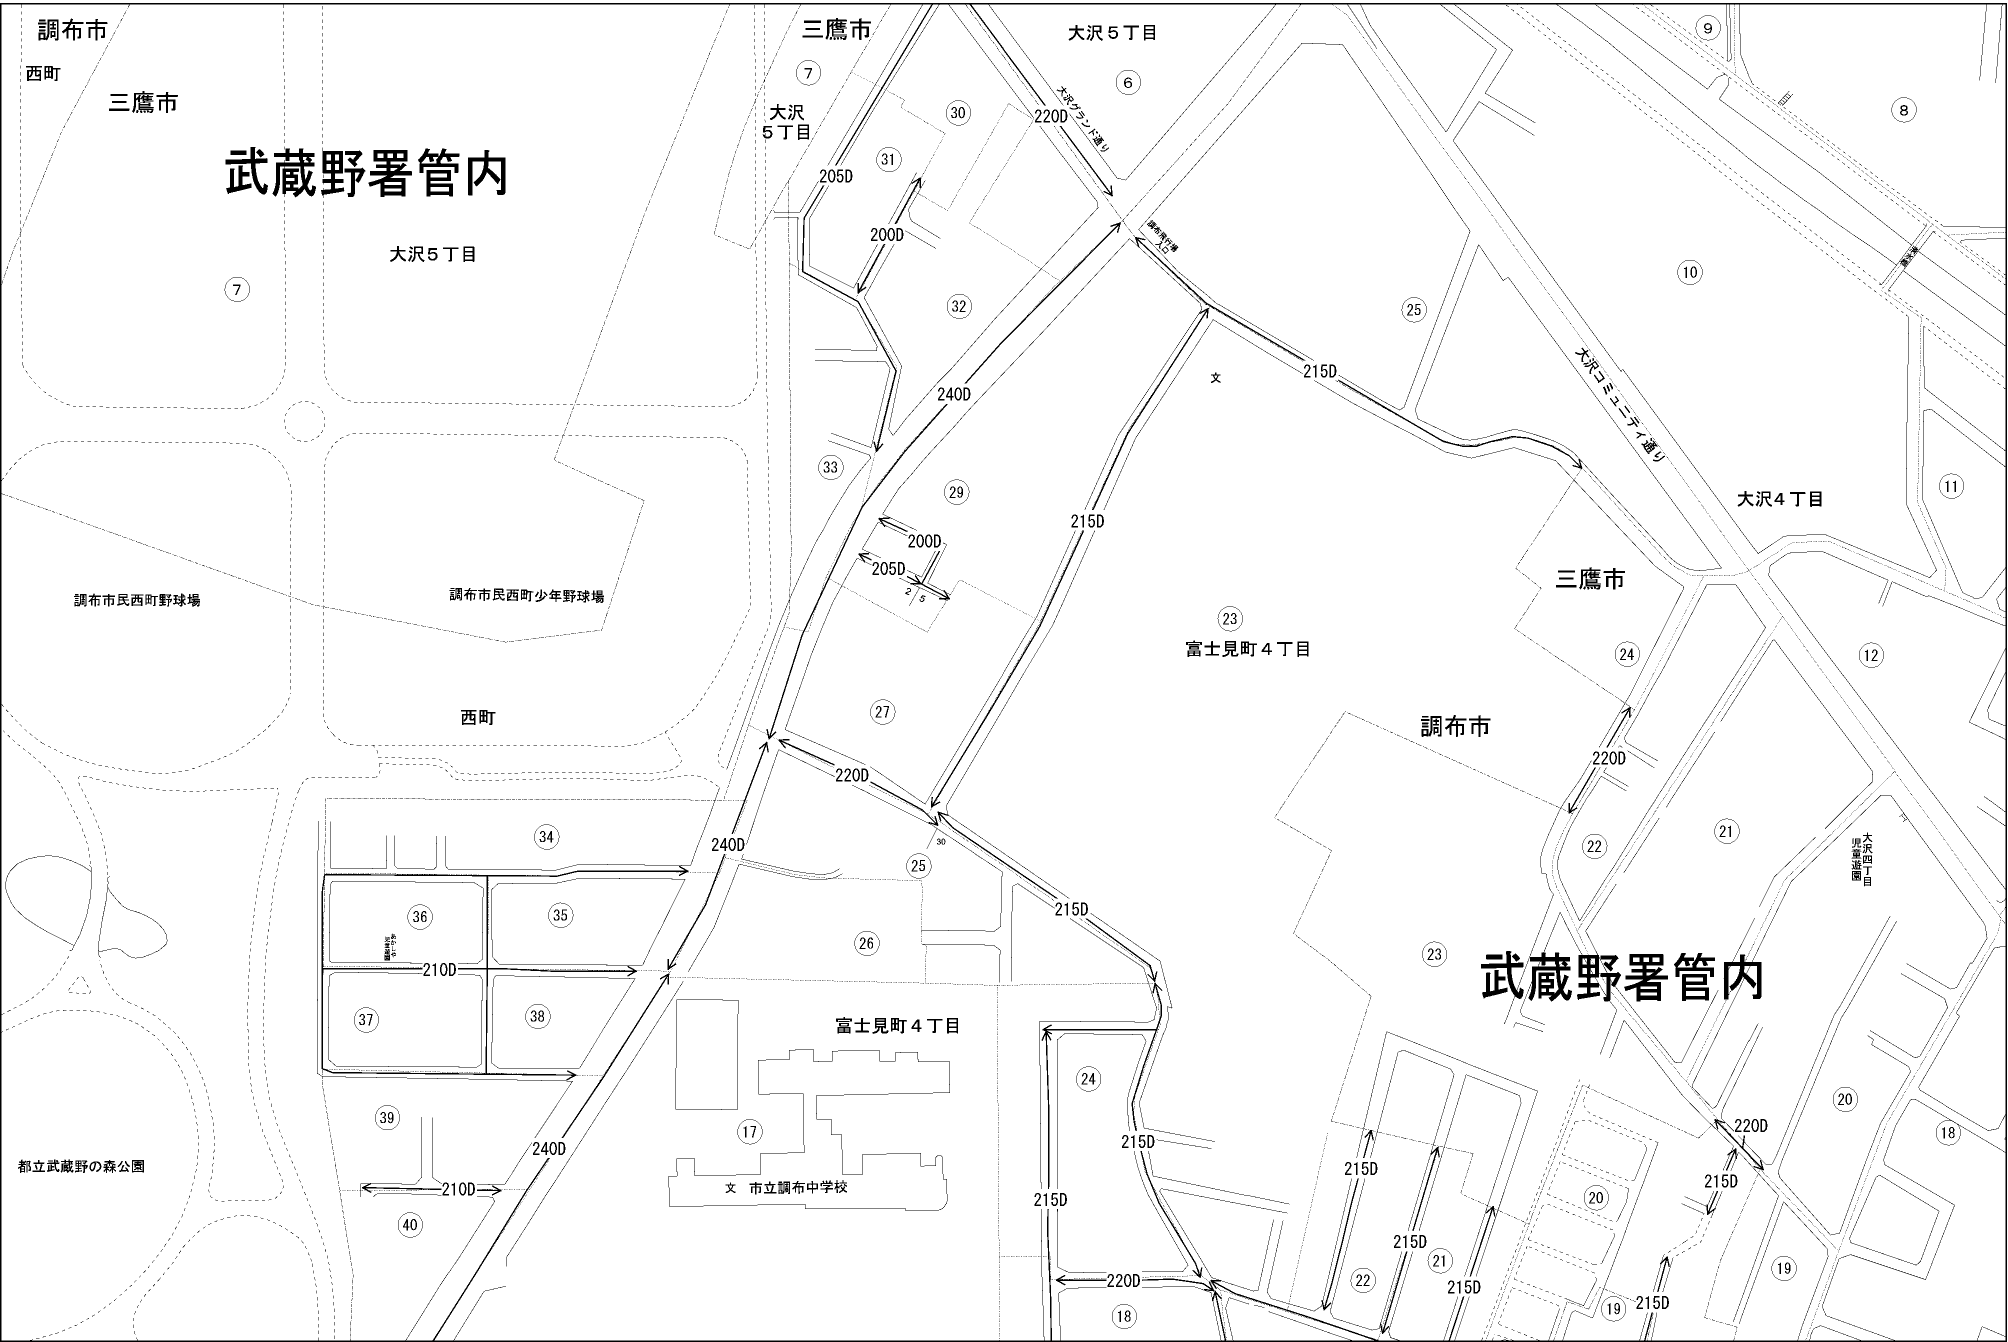 調布市
西町
三鷹市
武蔵野署管内
大沢５丁目
7
三鷹市
7
大沢
５丁目
大沢５丁目
6
大沢グランド通り
220D
30
31
205D
200D
32
調布飛行場
入口
9
8
10
25
大沢コミュニティ通り
大沢４丁目
11
12
240D
215D
文
33
29
200D
205D
2 5
215D
23
富士見町４丁目
三鷹市
24
調布市民西町野球場
調布市民西町少年野球場
西町
27
220D
調布市
220D
22
21
大沢四丁目
児童遊園
34
240D
25
30
36
35
215D
26
23
武蔵野署管内
210D
37
38
富士見町４丁目
24
39
17
240D
215D
215D
220D
20
18
都立武蔵野の森公園
210D
文 市立調布中学校
215D
215D
20
40
215D
21
22
220D
18
215D
19
215D
19